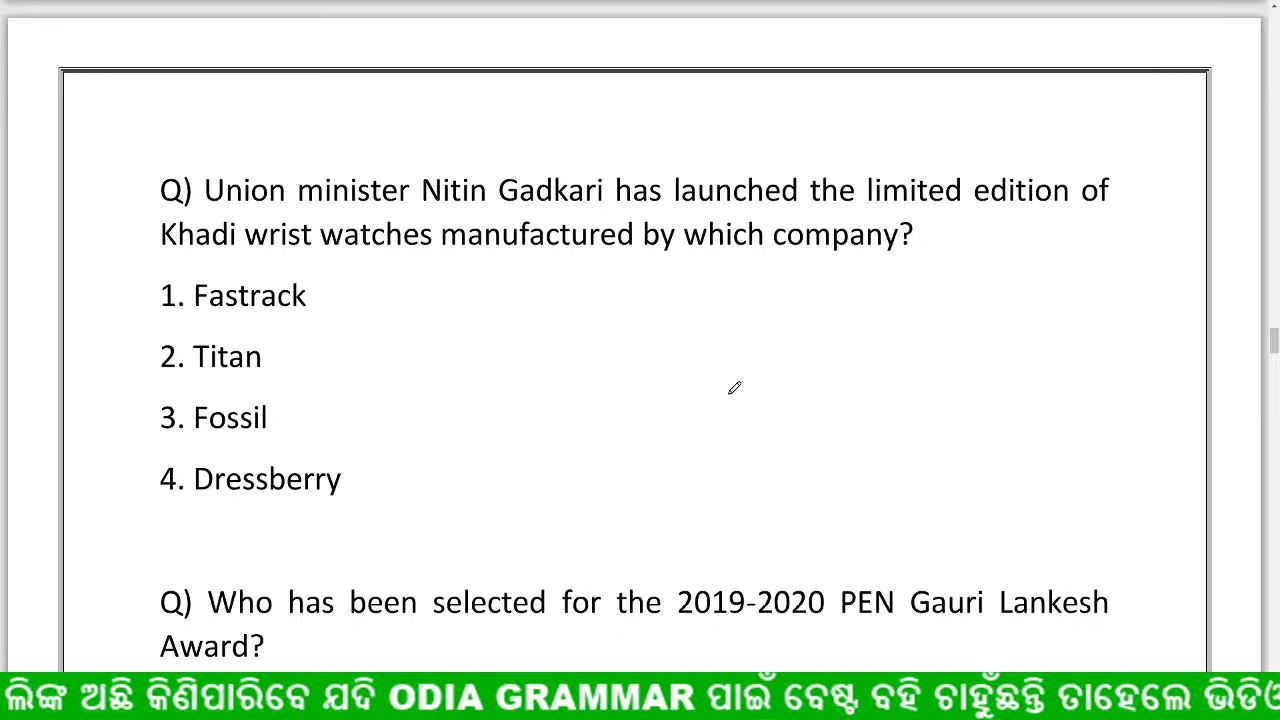 Q) Union minister Nitin Gadkari has launched the limited edition of
Khadi wrist watches manufactured by which company?
1. Fastrack
2. Titan
3. Fossil
4. Dressberry
Q) Who has been selected for the 2019-2020 PEN Gauri Lankesh
Award?
ଲିଙ୍କ ଅଛି କିଣିପାରିବେ ଯଦି ODIA GRAMMAR ପାଇଁ ବେଷ୍ଟ ବହି ଚାହୁଁଛନ୍ତି ତାହେଲେ ଭିଡିଓ